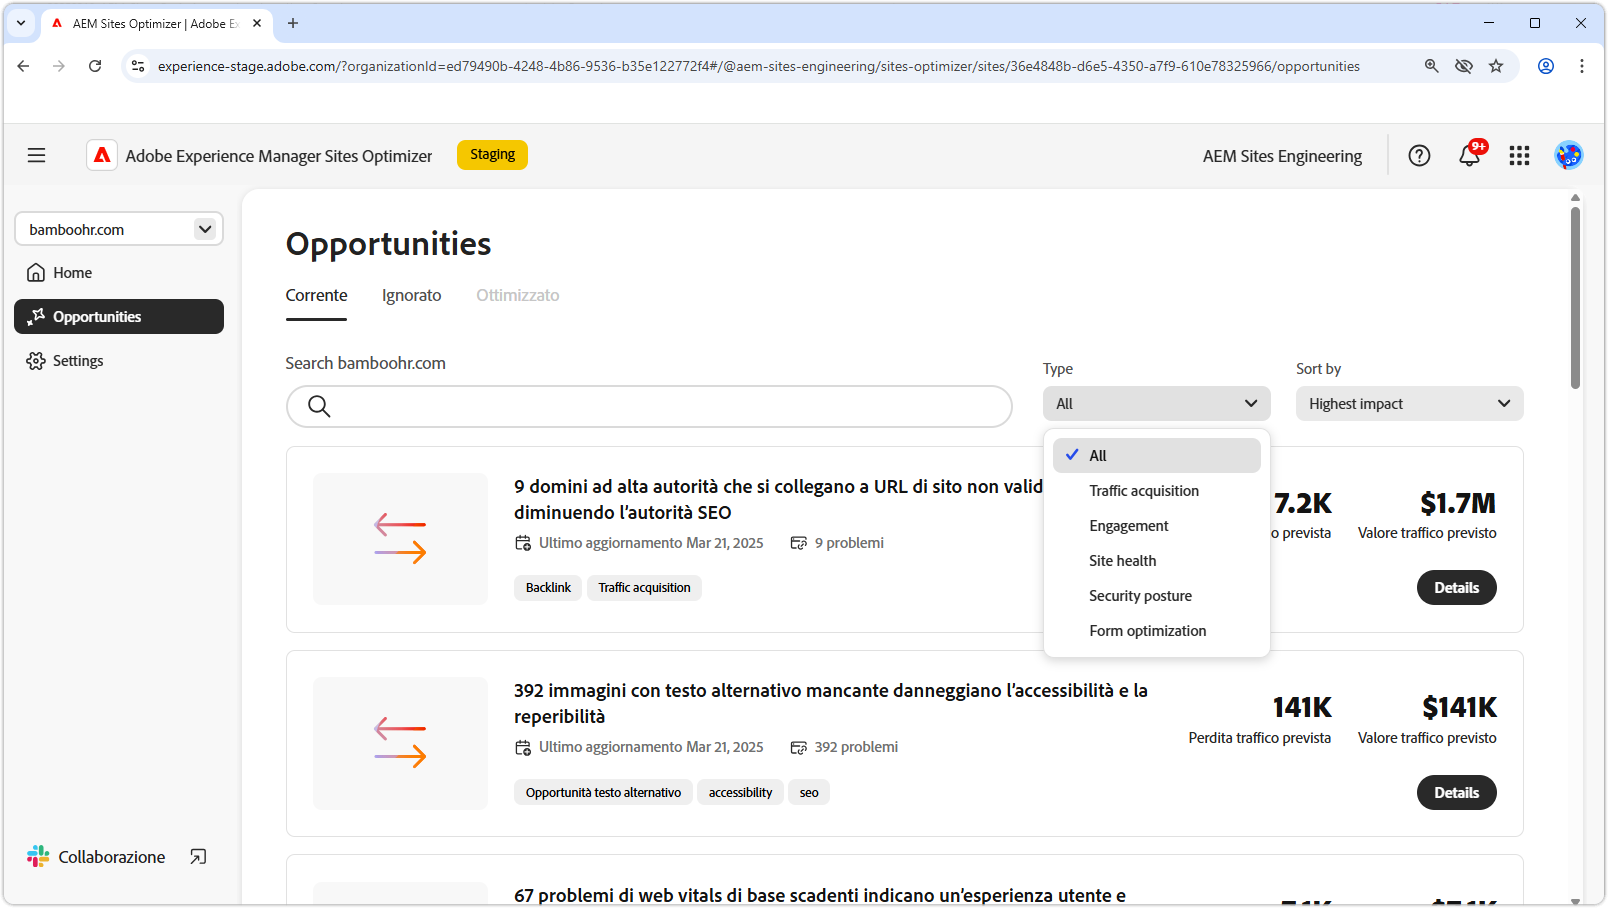 AEM Sites Optimizer | Adobe Ex
experience-stage.adobe.com/?organizationId=ed79490b-4248-4b86-9536-b35e122772f4#/@aem-sites-engineering/sites-optimizer/sites/36e4848b-d6e5-4350-a7f9-610e78325966/opportunities
Adobe Experience Manager Sites Optimizer
Staging
AEM Sites Engineering
9+
bamboohr.com
Home
Opportunities
Settings
Collaborazione
Opportunities
Corrente
Ignorato
Ottimizzato
Search bamboohr.com
Type
All
Sort by
Highest impact
All
Traffic acquisition
Engagement
Site health
Security posture
Form optimization
9 domini ad alta autorità che si collegano a URL di sito non valid
diminuendo l’autorità SEO
Ultimo aggiornamento Mar 21, 2025
9 problemi
Backlink
Traffic acquisition
7.2K
o prevista
$1.7M
Valore traffico previsto
Details
392 immagini con testo alternativo mancante danneggiano l’accessibilità e la
reperibilità
Ultimo aggiornamento Mar 21, 2025
392 problemi
Opportunità testo alternativo
accessibility
seo
141K
Perdita traffico prevista
$141K
Valore traffico previsto
Details
67 problemi di web vitals di base scadenti indicano un’esperienza utente e